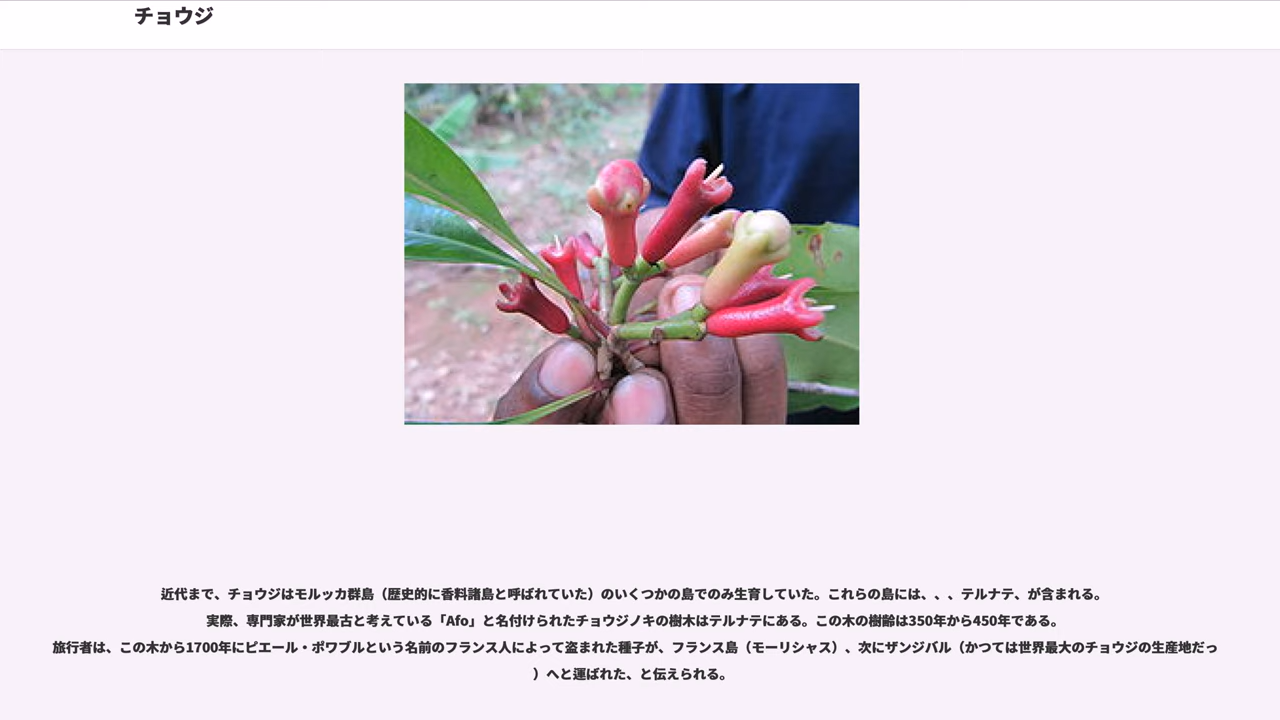 チョウジ
近代まで、チョウジはモルッカ群島（歴史的に香料諸島と呼ばれていた）のいくつかの島でのみ生育していた。これらの島には、、、テルナテ、が含まれる。
実際、専門家が世界最古と考えている「Afo」と名付けられたチョウジノキの樹木はテルナテにある。この木の樹齢は350年から450年である。
旅行者は、この木から1700年にピエール・ポワブルという名前のフランス人によって盗まれた種子が、フランス島（モーリシャス）、次にザンジバル（かつては世界最大のチョウジの生産地だっ
）へと運ばれた、と伝えられる。